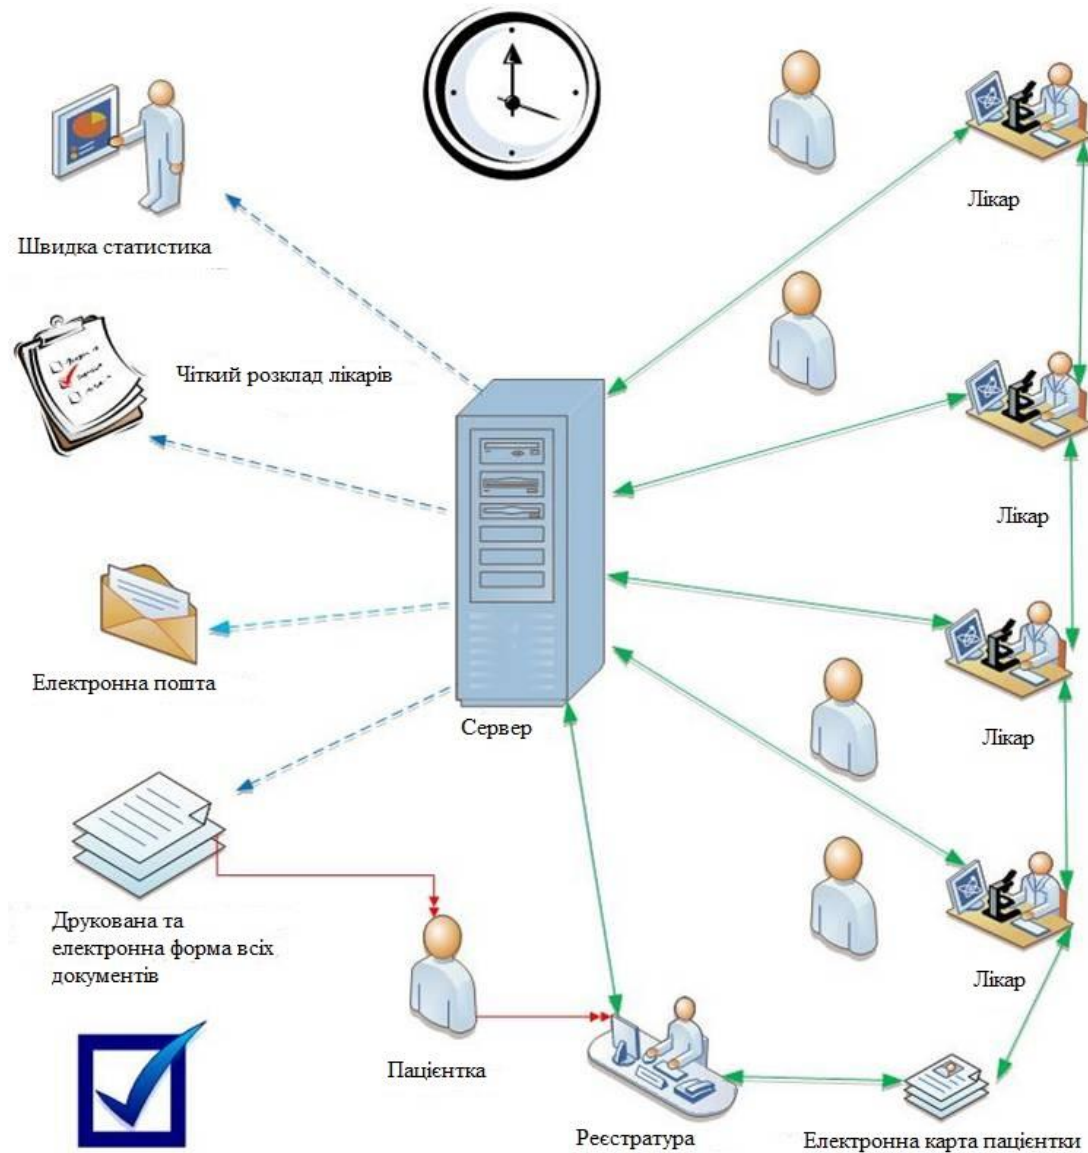 Лікар
Швидка статистика
Чіткий розклад лікарів
Лікар
Електронна пошта
Сервер
Лікар
Друкована та
електронна форма всіх
документів
Лікар
Пацієнтка
Реєстратура
Електронна карта пацієнтки